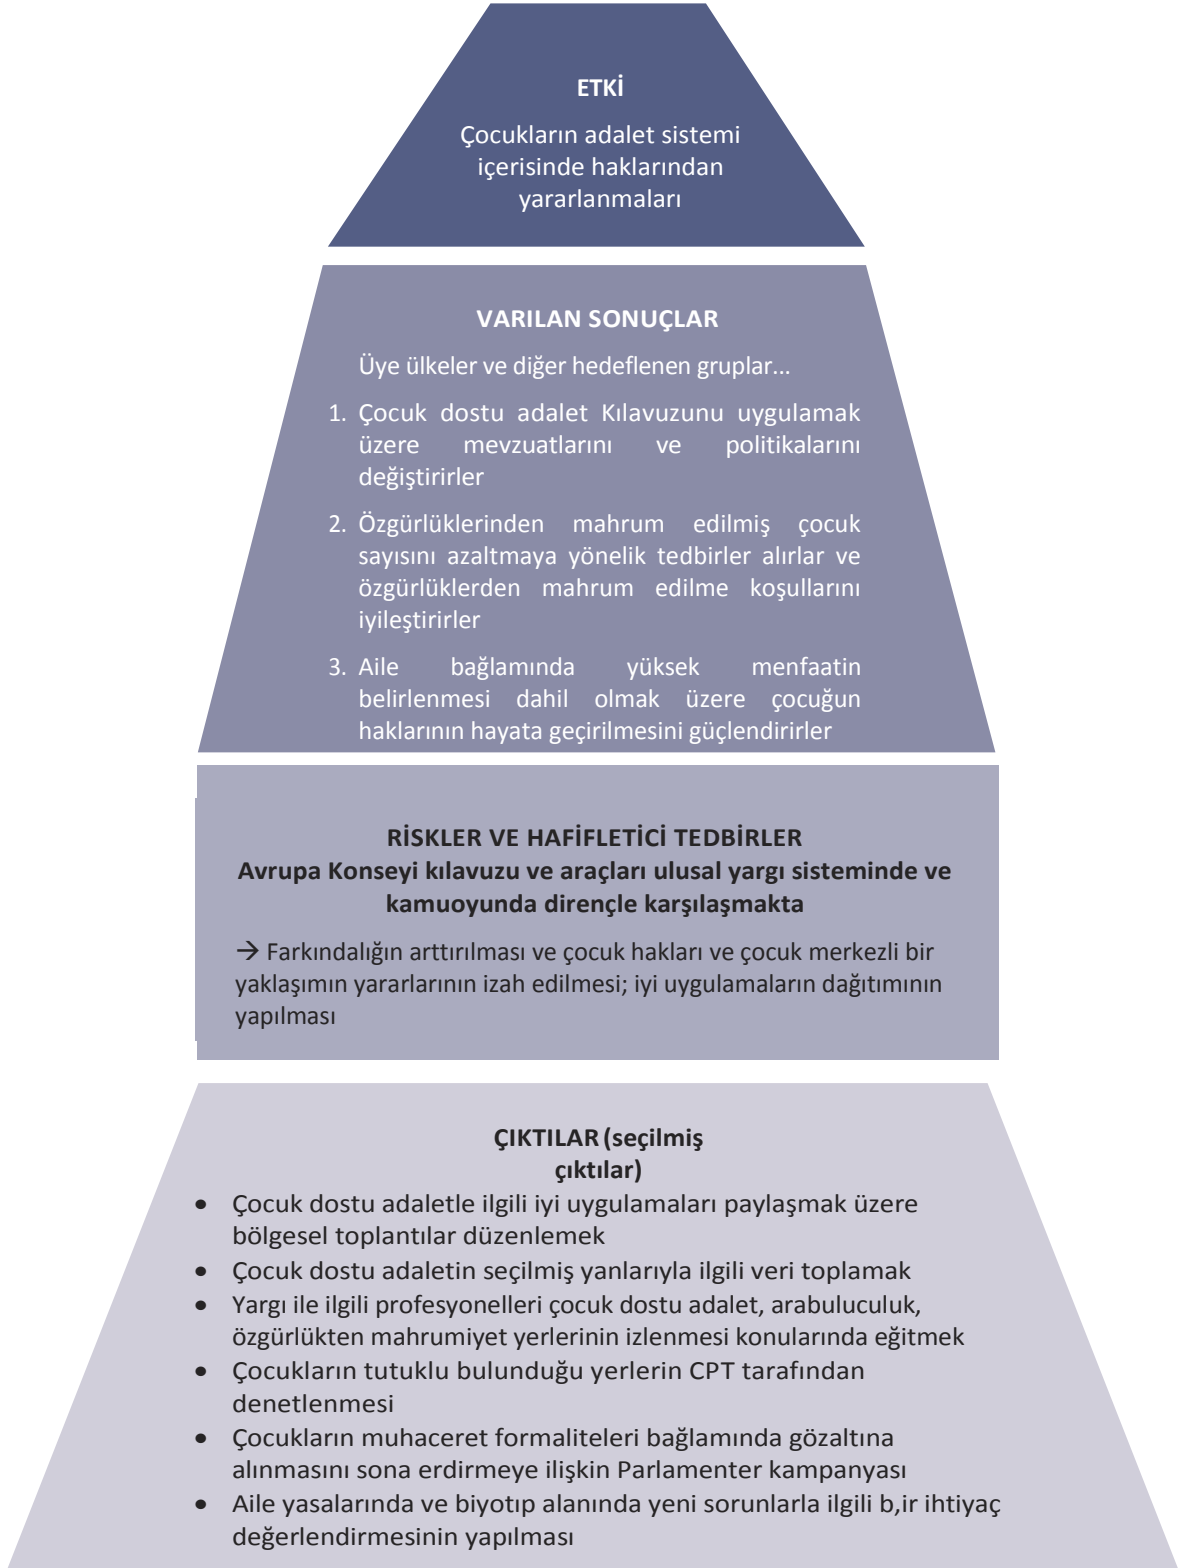 ETKİ
Çocukların adalet sistemi
içerisinde haklarından
yararlanmaları
VARILAN SONUÇLAR
Üye ülkeler ve diğer hedeflenen gruplar...
1. Çocuk dostu adalet Kılavuzunu uygulamak
üzere mevzuatlarını ve politikalarını
değiştirirler
2. Özgürlüklerinden mahrum edilmiş çocuk
sayısını azaltmaya yönelik tedbirler alırlar ve
özgürlüklerden mahrum edilme koşullarını
iyileştirirler
3. Aile bağlamında yüksek menfaatin
belirlenmesi dahil olmak üzere çocuğun
haklarının hayata geçirilmesini güçlendirirler
RİSKLER VE HAFİFLETİCİ TEDBİRLER
Avrupa Konseyi kılavuzu ve araçları ulusal yargı sisteminde ve
kamuoyunda dirençle karşılaşmakta
→ Farkındalığın arttırılması ve çocuk hakları ve çocuk merkezli bir
yaklaşımın yararlarının izah edilmesi; iyi uygulamaların dağıtımının
yapılması
ÇIKTILAR (seçilmiş
çıktılar)
• Çocuk dostu adaletle ilgili iyi uygulamaları paylaşmak üzere
bölgesel toplantılar düzenlemek
• Çocuk dostu adaletin seçilmiş yanlarıyla ilgili veri toplamak
• Yargı ile ilgili profesyonelleri çocuk dostu adalet, arabuluculuk,
özgürlükten mahrumiyet yerlerinin izlenmesi konularında eğitmek
• Çocukların tutuklu bulunduğu yerlerin CPT tarafından
denetlenmesi
• Çocukların muhaceret formaliteleri bağlamında gözaltına
alınmasını sona erdirmeye ilişkin Parlamenter kampanyası
• Aile yasalarında ve biyotıp alanında yeni sorunlarla ilgili b,ir ihtiyaç
değerlendirmesinin yapılması